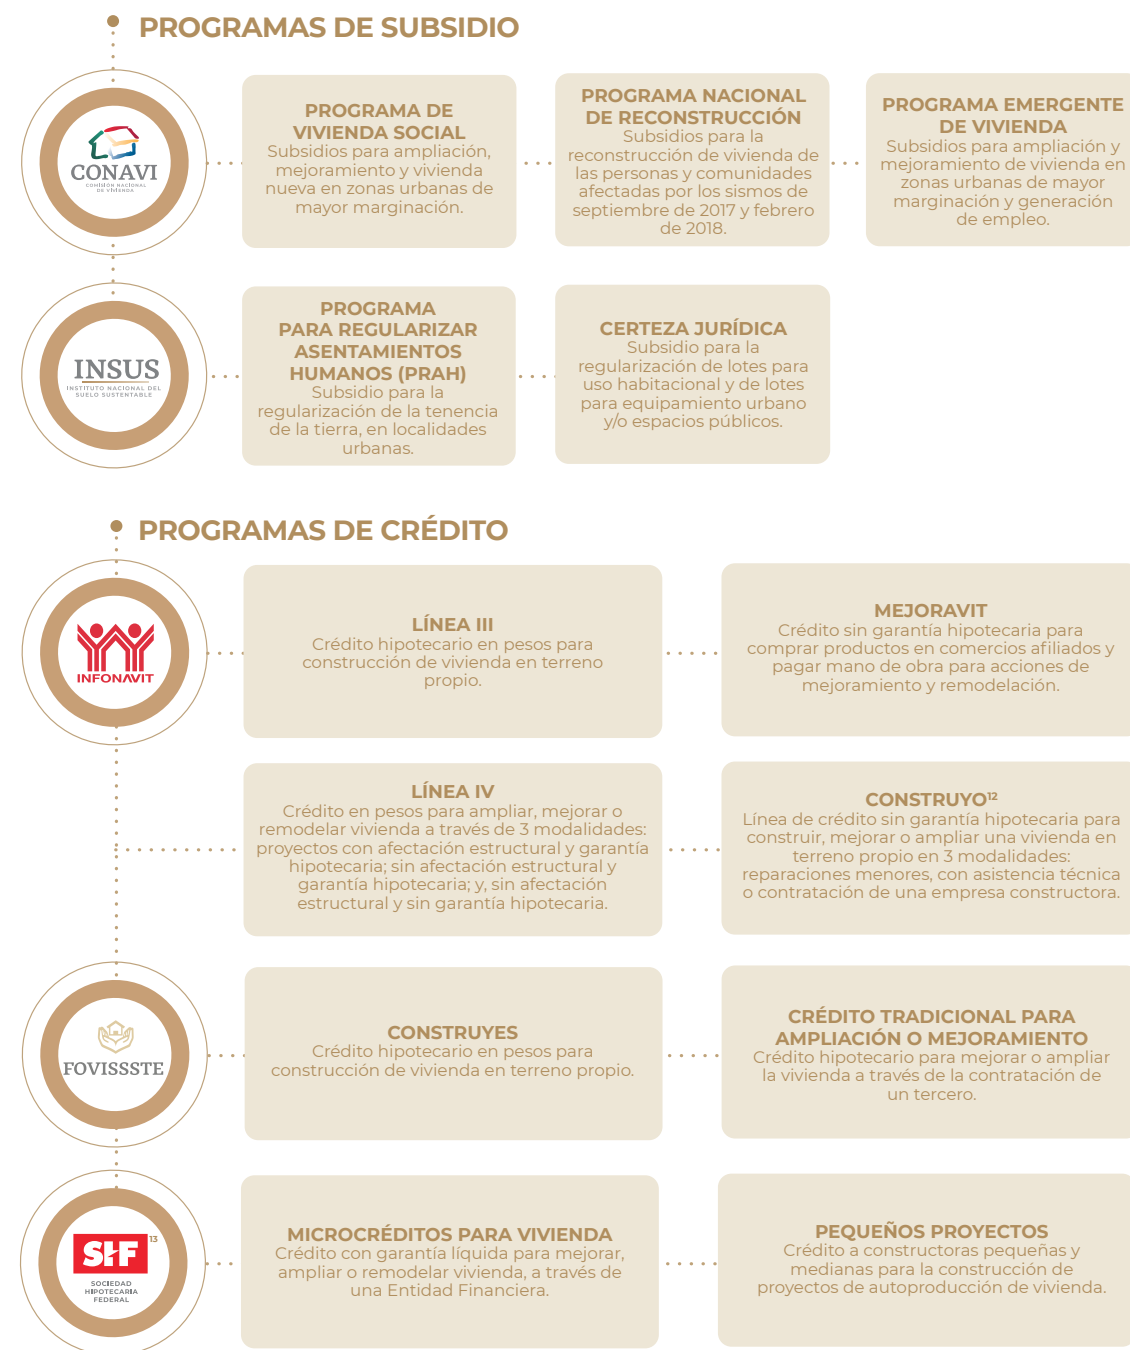 PROGRAMAS DE SUBSIDIO
CONAVI
COMISIÓN NACIONAL
DE VIVIENDA
PROGRAMA DE
VIVIENDA SOCIAL
Subsidios para ampliación,
mejoramiento y vivienda
nueva en zonas urbanas de
mayor marginación.
PROGRAMA NACIONAL
DE RECONSTRUCCIÓN
Subsidios para la
reconstrucción de vivienda de
las personas y comunidades
afectadas por los sismos de
septiembre de 2017 y febrero
de 2018.
PROGRAMA EMERGENTE
DE VIVIENDA
Subsidios para ampliación y
mejoramiento de vivienda en
zonas urbanas de mayor
marginación y generación
de empleo.
INSUS
INSTITUTO NACIONAL DEL
SUELO SUSTENTABLE
PROGRAMA
PARA REGULARIZAR
ASENTAMIENTOS
HUMANOS (PRAH)
Subsidio para la
regularización de la tenencia
de la tierra, en localidades
urbanas.
CERTEZA JURÍDICA
Subsidio para la
regularización de lotes para
uso habitacional y de lotes
para equipamiento urbano
y/o espacios públicos.
PROGRAMAS DE CRÉDITO
INFONAVIT
LÍNEA III
Crédito hipotecario en pesos para
construcción de vivienda en terreno
propio.
MEJORAVIT
Crédito sin garantía hipotecaria para
comprar productos en comercios afiliados y
pagar mano de obra para acciones de
mejoramiento y remodelación.
LÍNEA IV
Crédito en pesos para ampliar, mejorar o
remodelar vivienda a través de 3 modalidades:
proyectos con afectación estructural y garantía
hipotecaria; sin afectación estructural y
garantía hipotecaria; y, sin afectación
estructural y sin garantía hipotecaria.
CONSTRUYO¹²
Línea de crédito sin garantía hipotecaria para
construir, mejorar o ampliar una vivienda en
terreno propio en 3 modalidades:
reparaciones menores, con asistencia técnica
o contratación de una empresa constructora.
FOVISSSTE
CONSTRUYES
Crédito hipotecario en pesos para
construcción de vivienda en terreno propio.
CRÉDITO TRADICIONAL PARA
AMPLIACIÓN O MEJORAMIENTO
Crédito hipotecario para mejorar o ampliar
la vivienda a través de la contratación de
un tercero.
SHF ¹³
SOCIEDAD
HIPOTECARIA
FEDERAL
MICROCRÉDITOS PARA VIVIENDA
Crédito con garantía líquida para mejorar,
ampliar o remodelar vivienda, a través de
una Entidad Financiera.
PEQUEÑOS PROYECTOS
Crédito a constructoras pequeñas y
medianas para la construcción de
proyectos de autoproducción de vivienda.